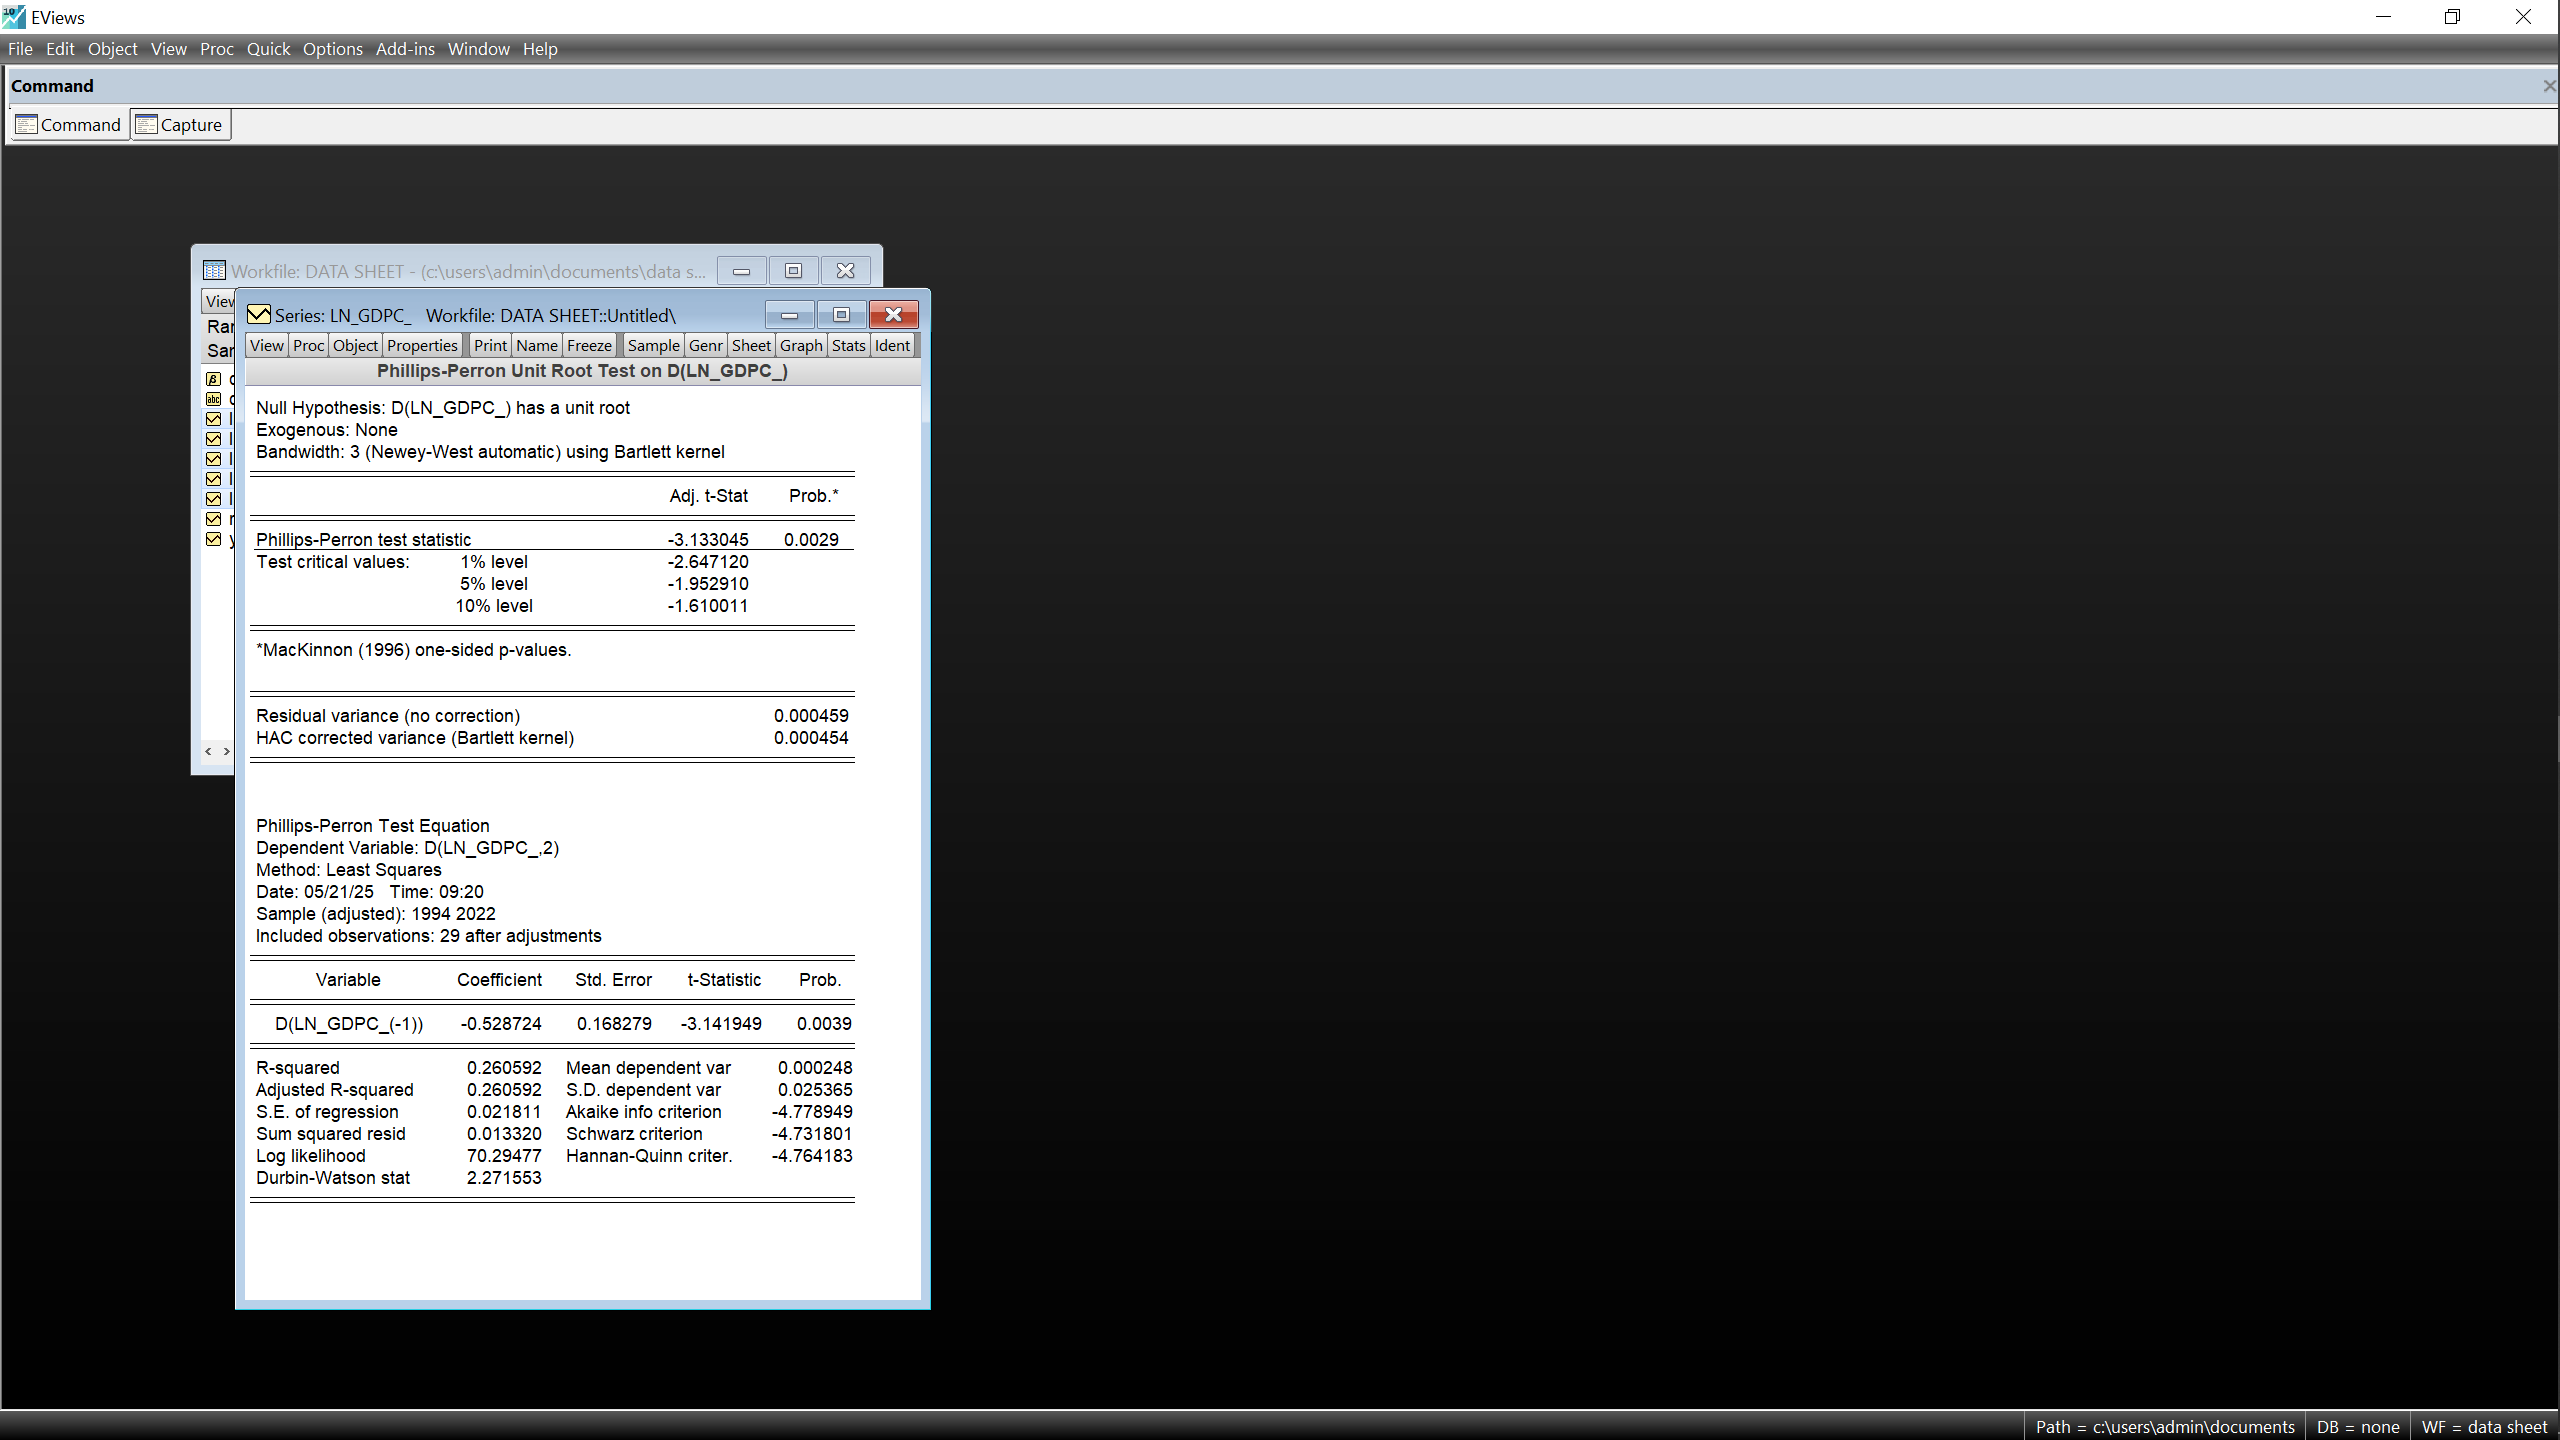 EViews
File Edit Object View Proc Quick Options Add-ins Window Help
Command
Command Capture
Workfile: DATA SHEET - (c:\users\admin\documents\data s...
Series: LN_GDPC_ Workfile: DATA SHEET::Untitled\
View Proc Object Properties Print Name Freeze Sample Genr Sheet Graph Stats Ident
Phillips-Perron Unit Root Test on D(LN_GDPC_)
Null Hypothesis: D(LN_GDPC_) has a unit root
Exogenous: None
Bandwidth: 3 (Newey-West automatic) using Bartlett kernel
Adj. t-Stat Prob.*
Phillips-Perron test statistic -3.133045 0.0029
Test critical values: 1% level -2.647120
5% level -1.952910
10% level -1.610011
*MacKinnon (1996) one-sided p-values.
Residual variance (no correction) 0.000459
HAC corrected variance (Bartlett kernel) 0.000454
Phillips-Perron Test Equation
Dependent Variable: D(LN_GDPC_,2)
Method: Least Squares
Date: 05/21/25 Time: 09:20
Sample (adjusted): 1994 2022
Included observations: 29 after adjustments
Variable Coefficient Std. Error t-Statistic Prob.
D(LN_GDPC_(-1)) -0.528724 0.168279 -3.141949 0.0039
R-squared 0.260592 Mean dependent var 0.000248
Adjusted R-squared 0.260592 S.D. dependent var 0.025365
S.E. of regression 0.021811 Akaike info criterion -4.778949
Sum squared resid 0.013320 Schwarz criterion -4.731801
Log likelihood 70.29477 Hannan-Quinn criter. -4.764183
Durbin-Watson stat 2.271553
Path = c:\users\admin\documents DB = none WF = data sheet